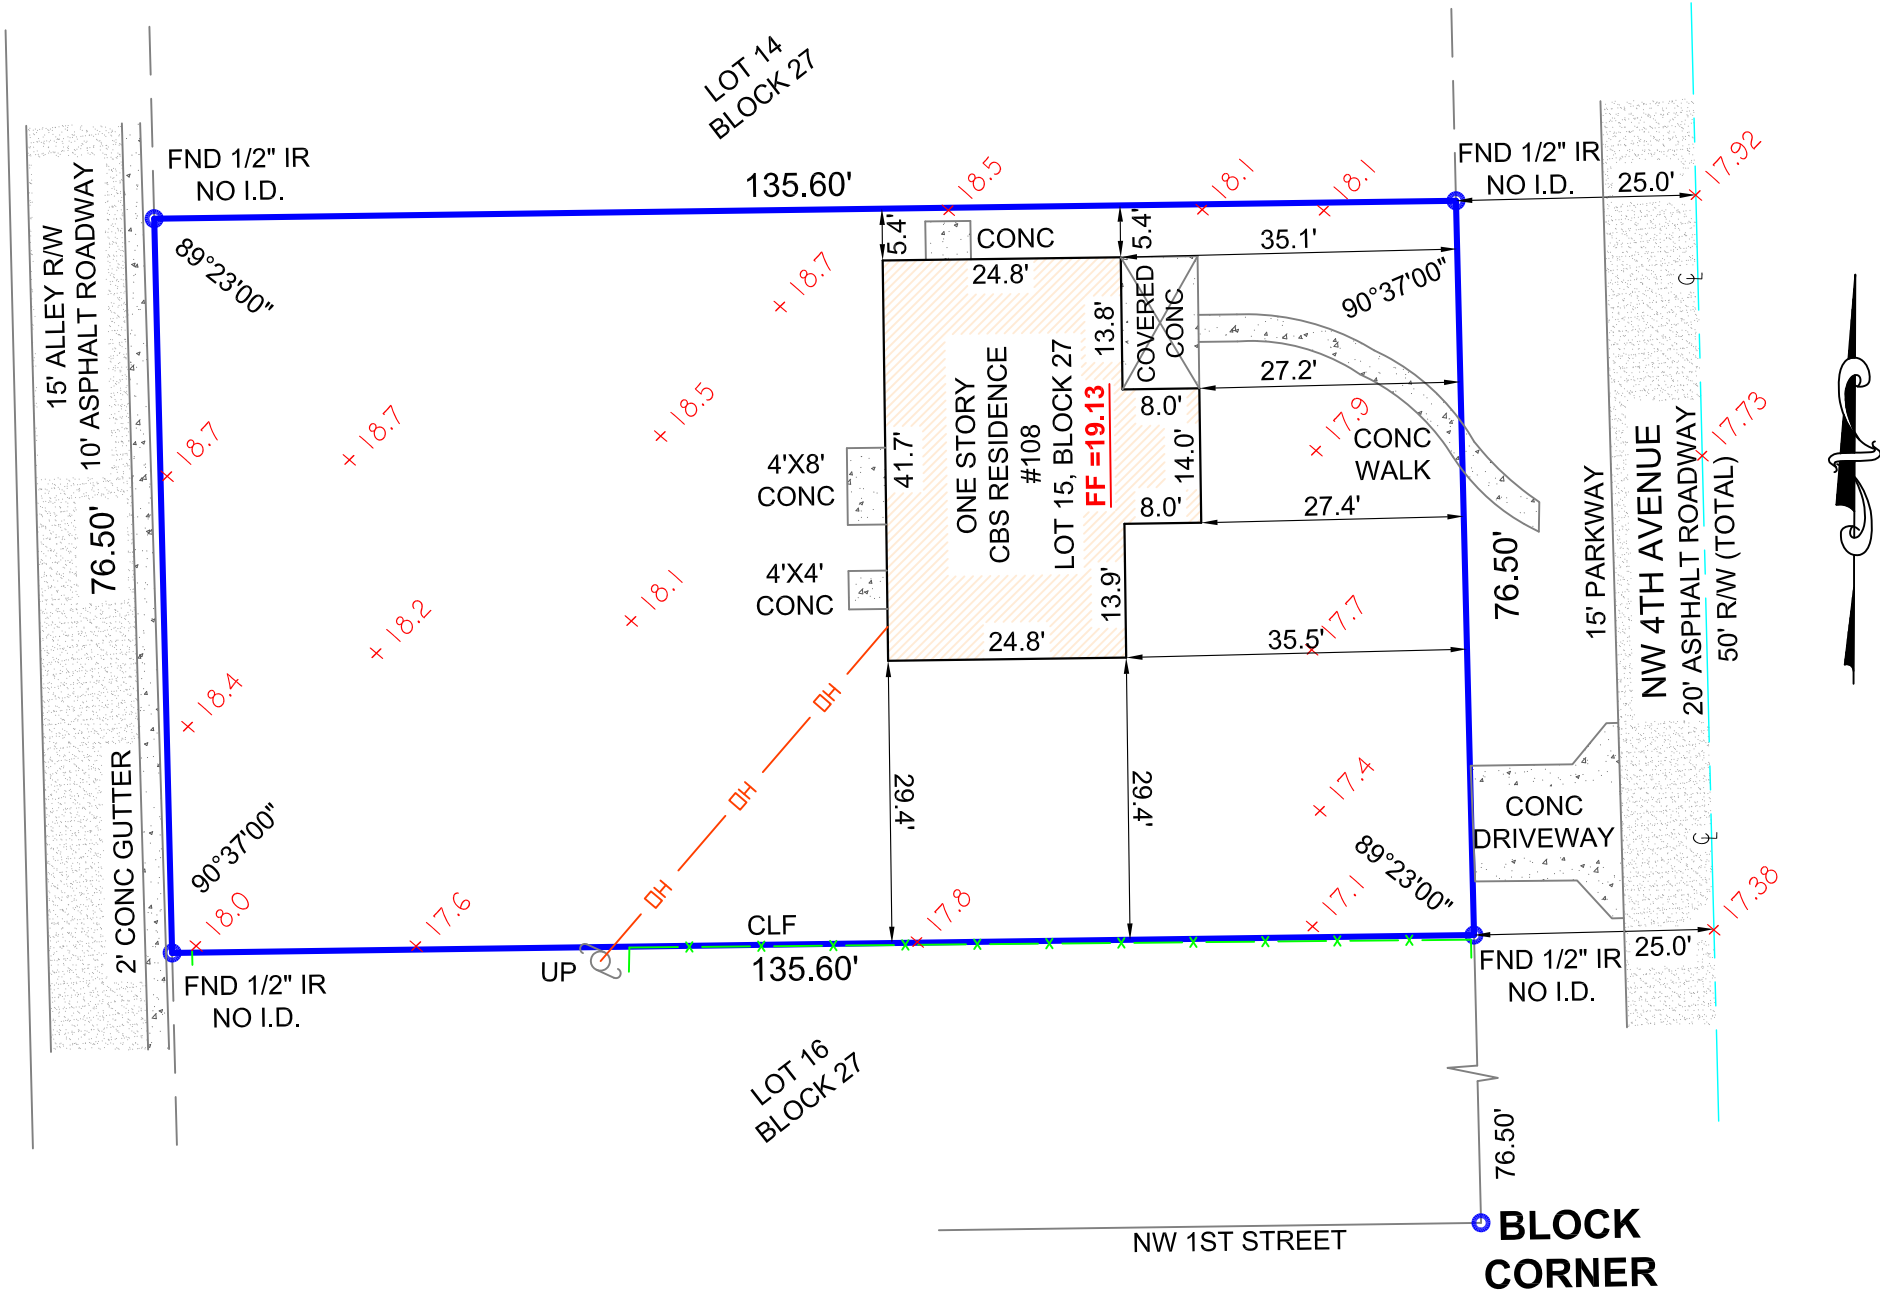 LOT 14
BLOCK 27
FND 1/2" IR
NO I.D.
135.60'
18.5
18.1
18.1
FND 1/2" IR
NO I.D.
25.0'
17.92
15' ALLEY R/W
10' ASPHALT ROADWAY
89°23'00"
5.4'
CONC
5.4'
35.1'
24.8'
18.7
90°37'00"
COVERED
CONC
13.8'
27.2'
8.0'
18.7
18.7
18.5
ONE STORY
CBS RESIDENCE
#108
LOT 15, BLOCK 27
FF =19.13
17.9
CONC
WALK
17.73
4'X8'
CONC
41.7'
14.0'
8.0'
27.4'
76.50'
76.50'
15' PARKWAY
NW 4TH AVENUE
20' ASPHALT ROADWAY
50' R/W (TOTAL)
4'X4'
CONC
13.9'
18.2
18.1
24.8'
35.5'
17.7
18.4
OH
OH
OH
2' CONC GUTTER
29.4'
29.4'
17.4
CONC
DRIVEWAY
90°37'00"
89°23'00"
18.0
17.6
CLF
17.8
17.1
17.38
25.0'
UP
135.60'
FND 1/2" IR
NO I.D.
FND 1/2" IR
NO I.D.
LOT 16
BLOCK 27
76.50'
NW 1ST STREET
BLOCK
CORNER